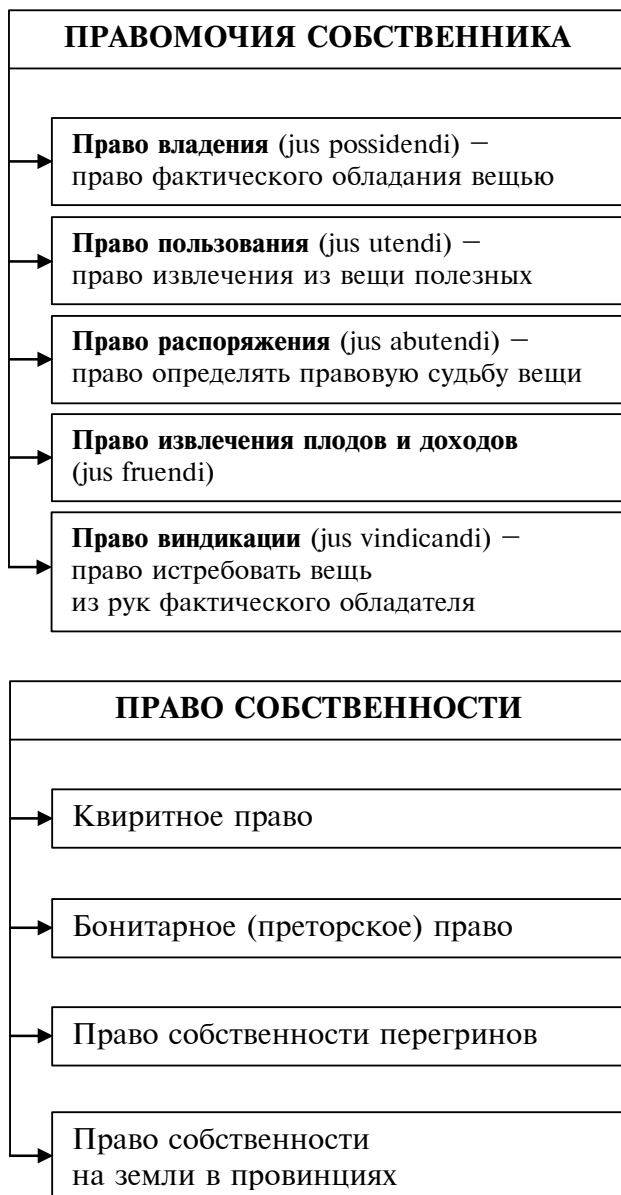 ПРАВОМОЧИЯ СОБСТВЕННИКА
Право владения (jus possidendi) –
право фактического обладания вещью
Право пользования (jus utendi) –
право извлечения из вещи полезных
Право распоряжения (jus abutendi) –
право определять правовую судьбу вещи
Право извлечения плодов и доходов
(jus fruendi)
Право виндикации (jus vindicandi) –
право истребовать вещь
из рук фактического обладателя
ПРАВО СОБСТВЕННОСТИ
Квиритное право
Бонитарное (преторское) право
Право собственности перегринов
Право собственности
на земли в провинциях